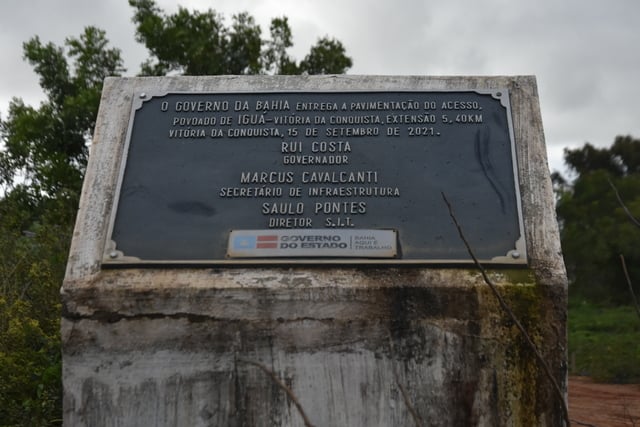 O GOVERNO DA BAHIA ENTREGA A PAVIMENTAÇÃO DO ACESSO,
POVOADO DE IGUÁ-VITÓRIA DA CONQUISTA, EXTENSÃO 5,40KM
VITÓRIA DA CONQUISTA, 15 DE SETEMBRO DE 2021.
RUI COSTA
GOVERNADOR
MARCUS CAVALCANTI
SECRETÁRIO DE INFRAESTRUTURA
SAULO PONTES
DIRETOR S.I.T.
GOVERNO
DO ESTADO
BAHIA
AQUI É
TRABALHO